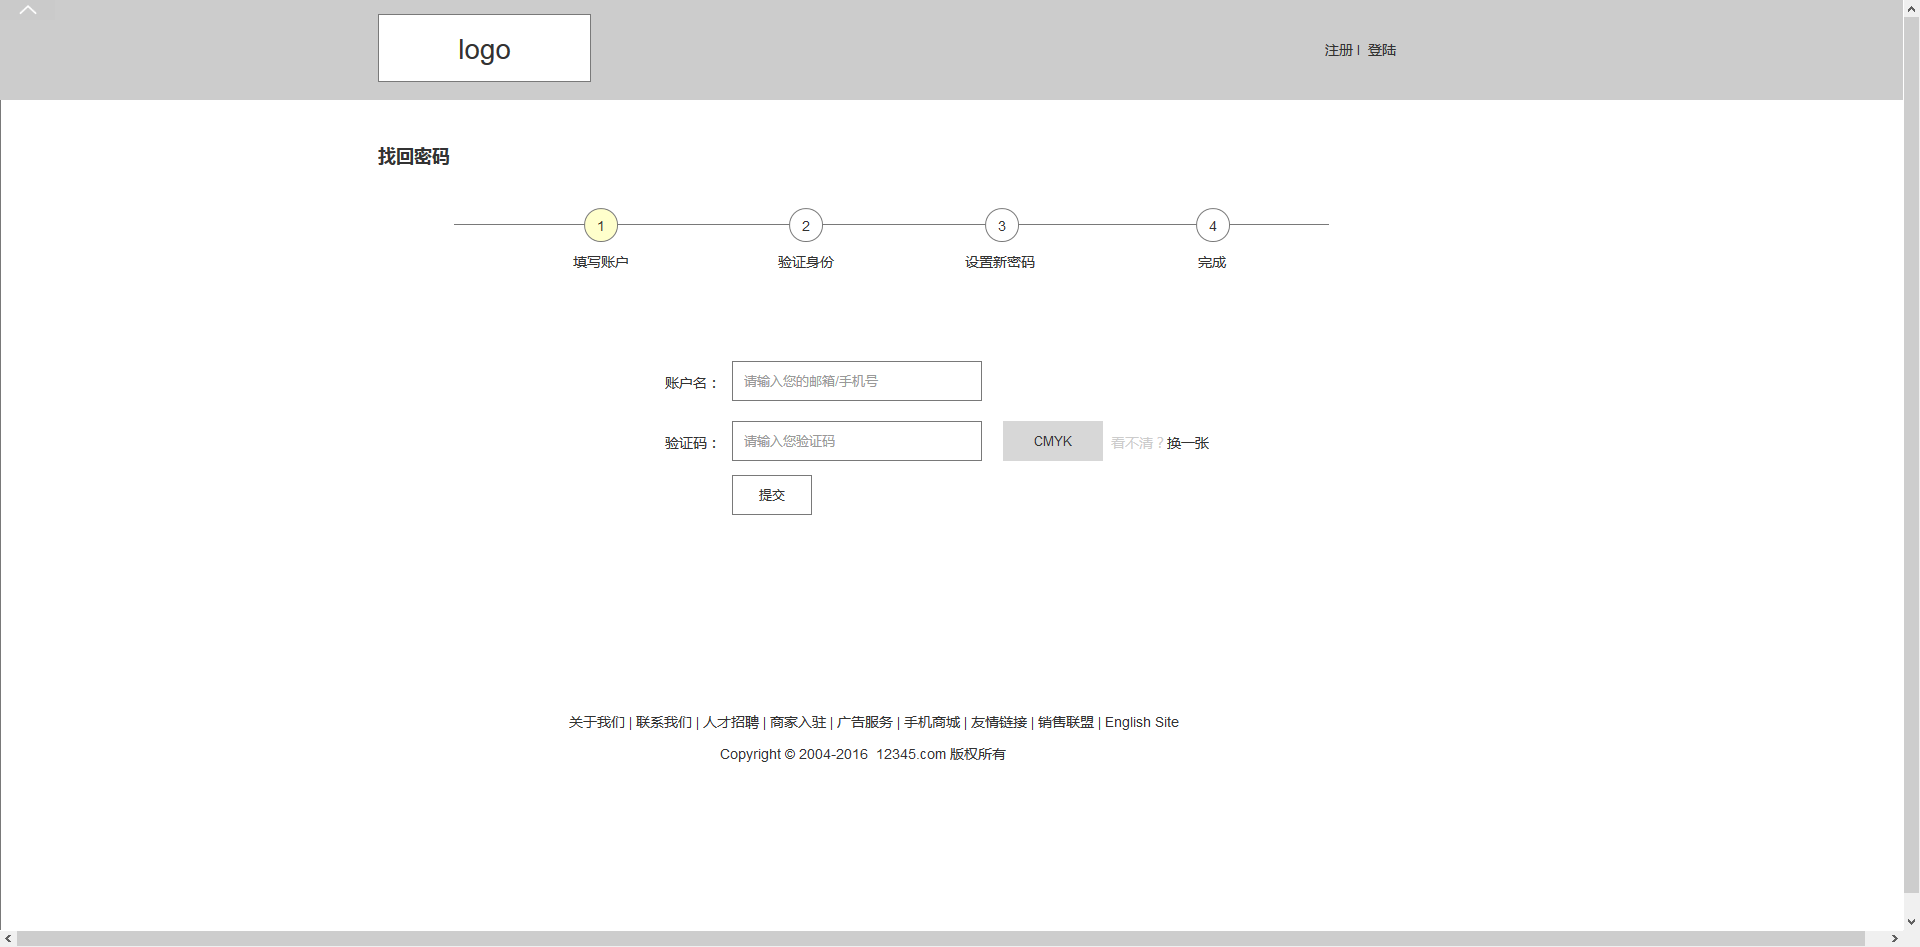 logo
注册 | 登陆
找回密码
1 2 3 4
填写账户 验证身份 设置新密码 完成
账户名： 请输入您的邮箱/手机号
验证码： 请输入您验证码 CMYK 看不清？换一张
提交
关于我们 | 联系我们 | 人才招聘 | 商家入驻 | 广告服务 | 手机商城 | 友情链接 | 销售联盟 | English Site
Copyright © 2004-2016 12345.com 版权所有